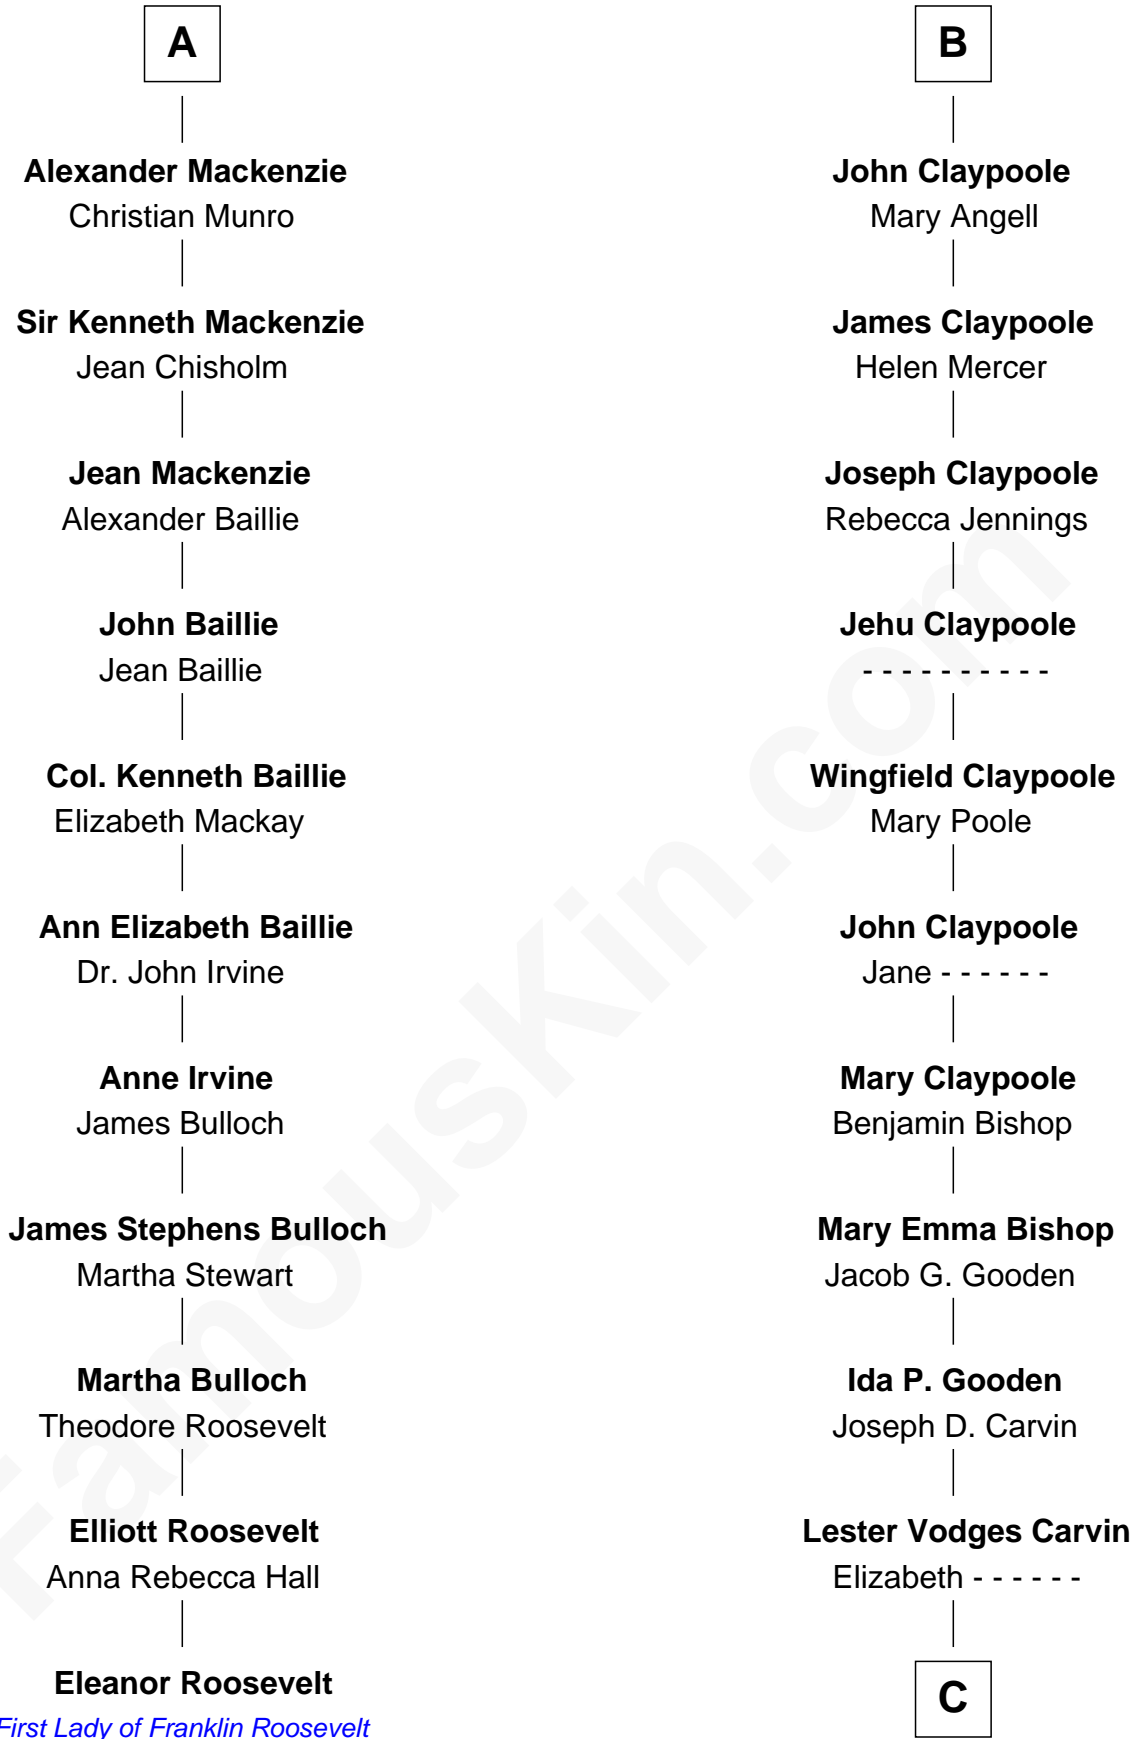 A
Alexander Mackenzie
Christian Munro
Sir Kenneth Mackenzie
Jean Chisholm
Jean Mackenzie
Alexander Baillie
John Baillie
Jean Baillie
Col. Kenneth Baillie
Elizabeth Mackay
Ann Elizabeth Baillie
Dr. John Irvine
Anne Irvine
James Bulloch
James Stephens Bulloch
Martha Stewart
Martha Bulloch
Theodore Roosevelt
Elliott Roosevelt
Anna Rebecca Hall
Eleanor Roosevelt
First Lady of Franklin Roosevelt
B
John Claypoole
Mary Angell
James Claypoole
Helen Mercer
Joseph Claypoole
Rebecca Jennings
Jehu Claypoole
- - - - - - - - - -
Wingfield Claypoole
Mary Poole
John Claypoole
Jane - - - - - -
Mary Claypoole
Benjamin Bishop
Mary Emma Bishop
Jacob G. Gooden
Ida P. Gooden
Joseph D. Carvin
Lester Vodges Carvin
Elizabeth - - - - - -
C
FamousKin.com